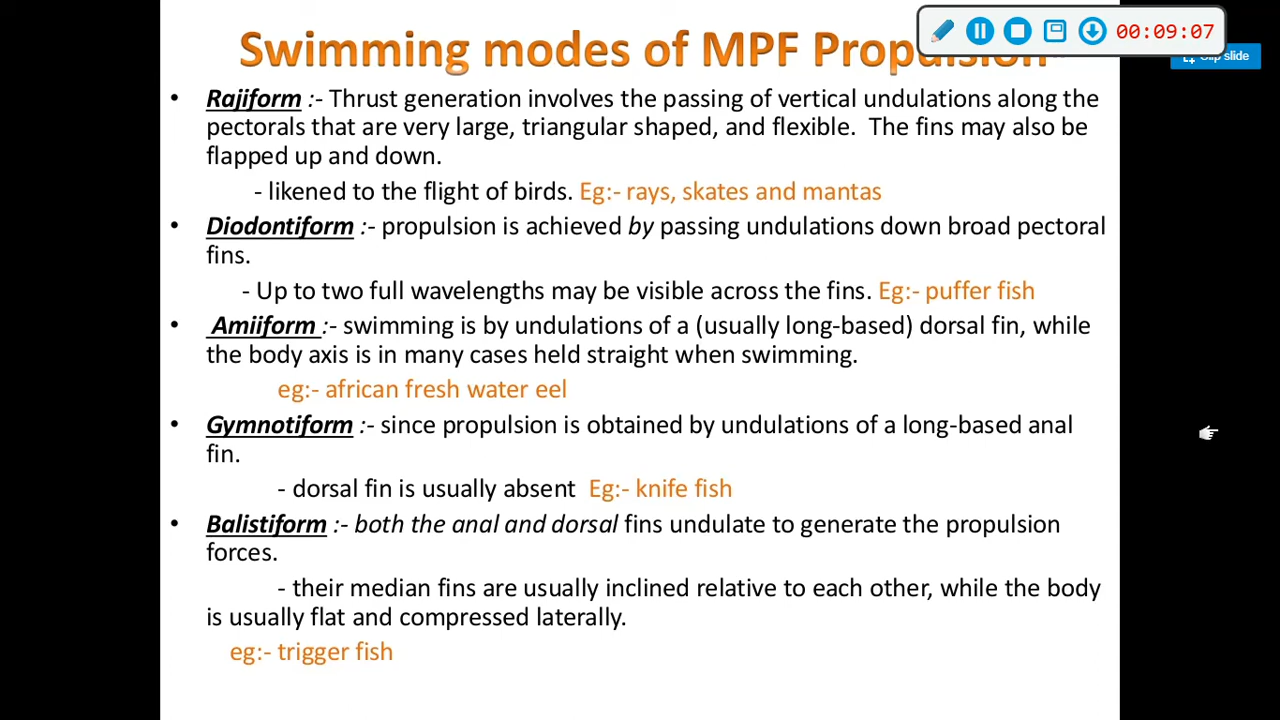 Swimming modes of MPF Propulsion
00:09:07
Clip slide
• Rajiform :- Thrust generation involves the passing of vertical undulations along the
pectorals that are very large, triangular shaped, and flexible. The fins may also be
flapped up and down.
- likened to the flight of birds. Eg:- rays, skates and mantas
• Diodontiform :- propulsion is achieved by passing undulations down broad pectoral
fins.
- Up to two full wavelengths may be visible across the fins. Eg:- puffer fish
• Amiiform :- swimming is by undulations of a (usually long-based) dorsal fin, while
the body axis is in many cases held straight when swimming.
eg:- african fresh water eel
• Gymnotiform :- since propulsion is obtained by undulations of a long-based anal
fin.
- dorsal fin is usually absent Eg:- knife fish
• Balistiform :- both the anal and dorsal fins undulate to generate the propulsion
forces.
- their median fins are usually inclined relative to each other, while the body
is usually flat and compressed laterally.
eg:- trigger fish